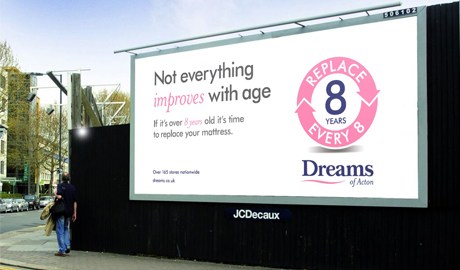 506102
Not everything
improves with age
If it's over 8 years old it's time
to replace your mattress.
Over 165 stores nationwide
dreams.co.uk
REPLACE
8
YEARS
EVERY 8
Dreams
of Acton
JCDecaux